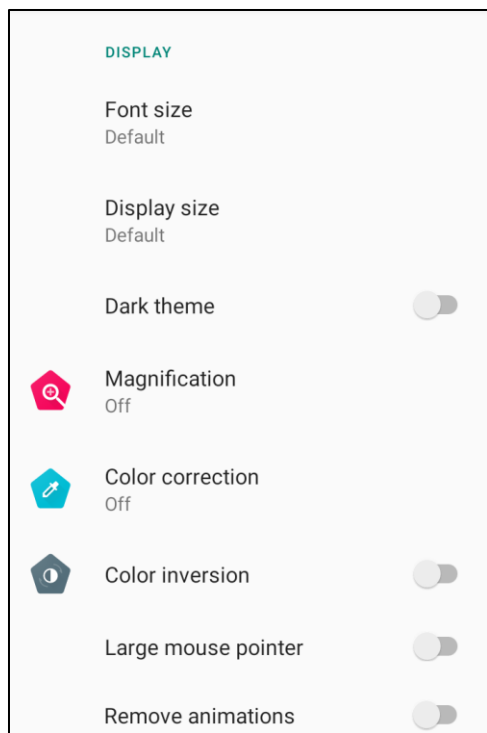 DISPLAY
Font size
Default
Display size
Default
Dark theme
Magnification
Off
Color correction
Off
Color inversion
Large mouse pointer
Remove animations